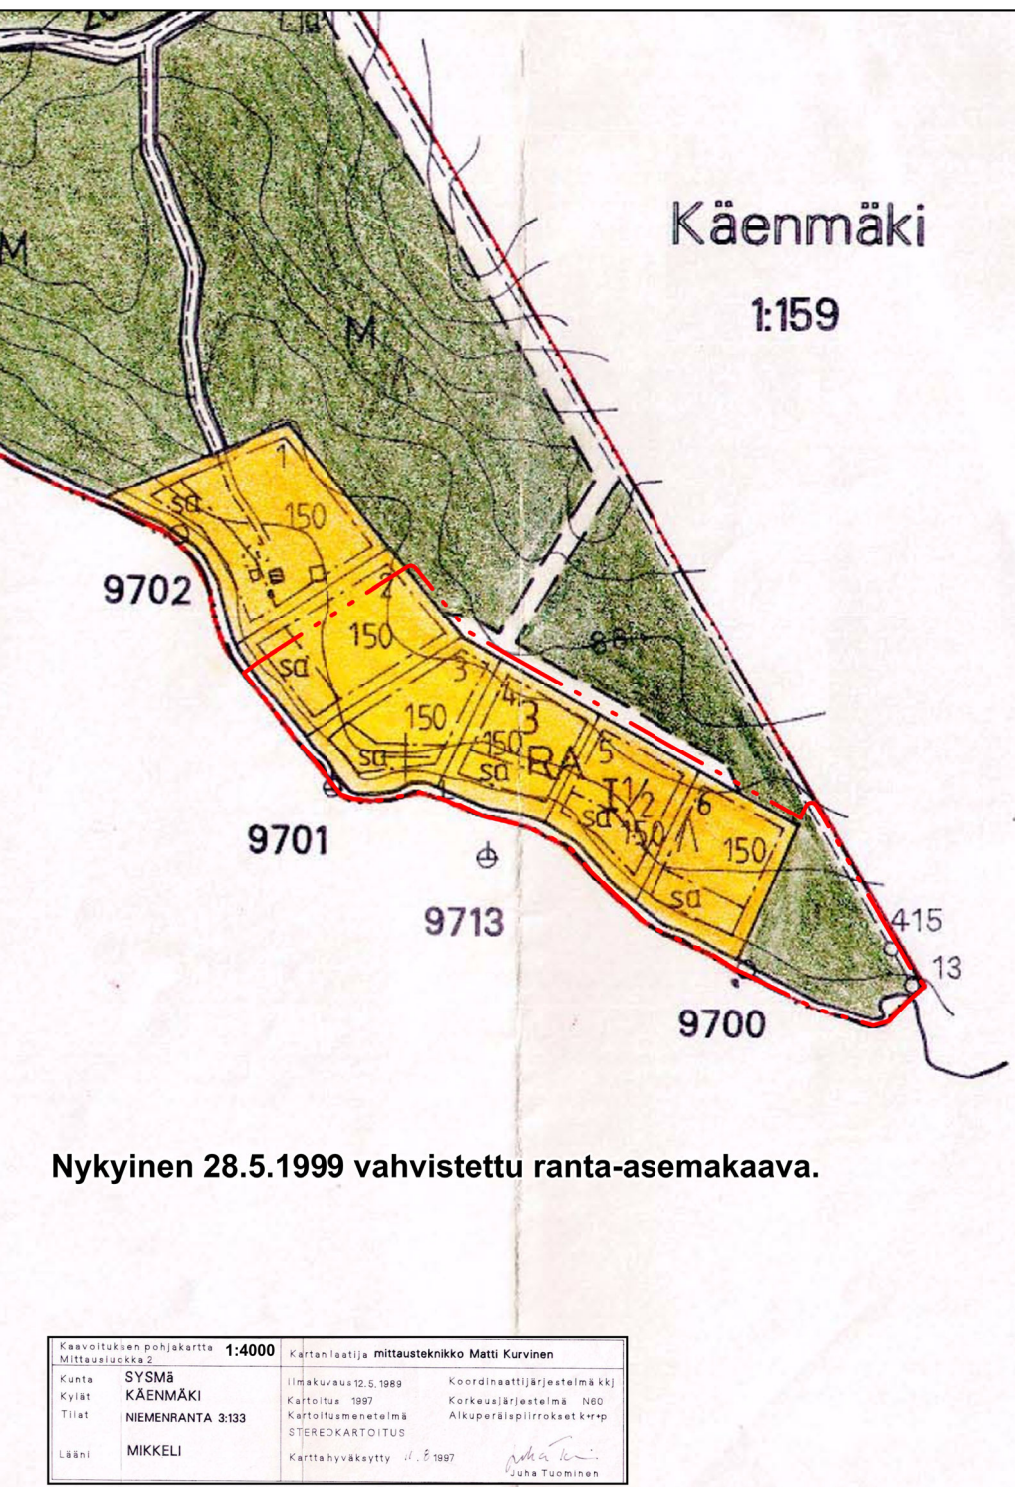 Käenmäki
1:159
M
M
1
sa
150
9702
2
150
sa
3
150
sa
4
3
150
RA
sa
5
I 1/2
sa
150
6
150
sa
9701
9713
415
13
9700
Nykyinen 28.5.1999 vahvistettu ranta-asemakaava.
Kaavoituksen pohjakartta 1:4000
Mittausluokka 2
Kartanlaatija mittausteknikko Matti Kurvinen
Kunta SYSMä
Kylät KÄENMÄKI
Tilat NIEMENRANTA 3:133
Lääni MIKKELI
Ilmakuvaus 12.5.1989 Koordinaattijärjestelmä kkj
Kartoitus 1997 Korkeusjärjestelmä N60
Kartoitusmenetelmä Alkuperäispiirrokset k+r+p
STEREOKARTOITUS
Karttahyväksytty 8 1997
Juha Tuominen